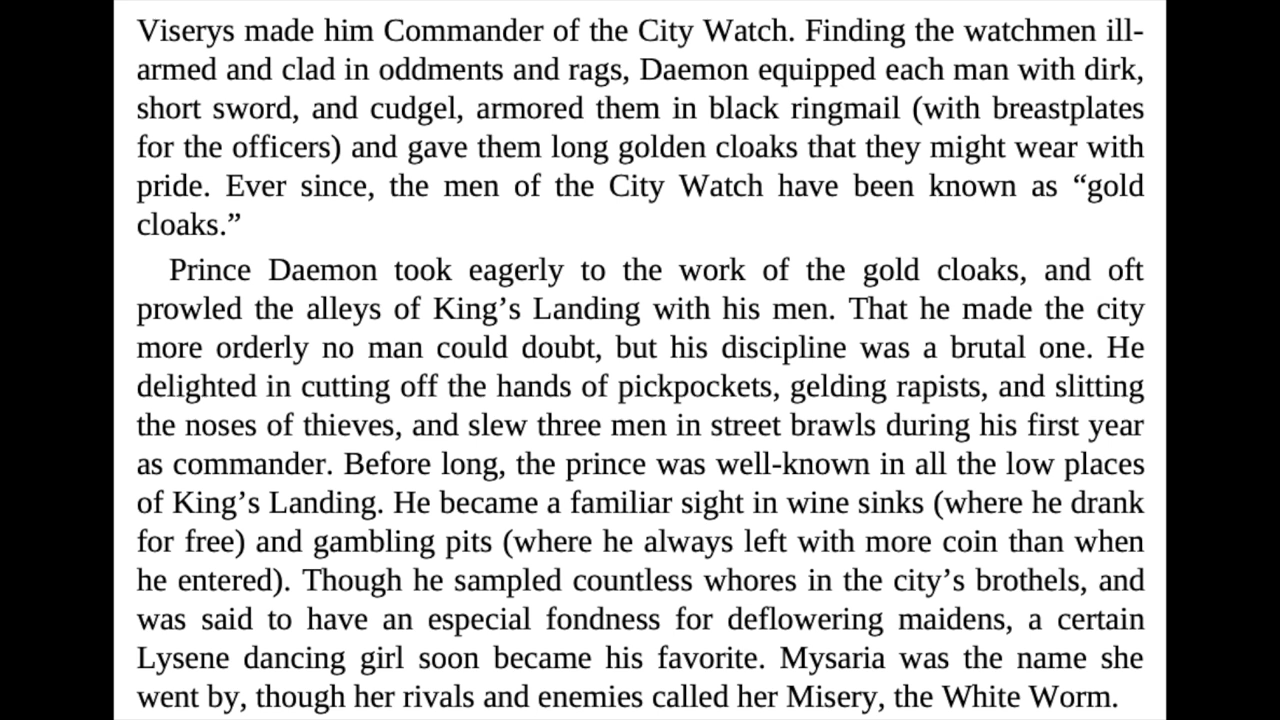 Viserys made him Commander of the City Watch. Finding the watchmen ill-
armed and clad in oddments and rags, Daemon equipped each man with dirk,
short sword, and cudgel, armored them in black ringmail (with breastplates
for the officers) and gave them long golden cloaks that they might wear with
pride. Ever since, the men of the City Watch have been known as “gold
cloaks.”
Prince Daemon took eagerly to the work of the gold cloaks, and oft
prowled the alleys of King’s Landing with his men. That he made the city
more orderly no man could doubt, but his discipline was a brutal one. He
delighted in cutting off the hands of pickpockets, gelding rapists, and slitting
the noses of thieves, and slew three men in street brawls during his first year
as commander. Before long, the prince was well-known in all the low places
of King’s Landing. He became a familiar sight in wine sinks (where he drank
for free) and gambling pits (where he always left with more coin than when
he entered). Though he sampled countless whores in the city’s brothels, and
was said to have an especial fondness for deflowering maidens, a certain
Lysene dancing girl soon became his favorite. Mysaria was the name she
went by, though her rivals and enemies called her Misery, the White Worm.